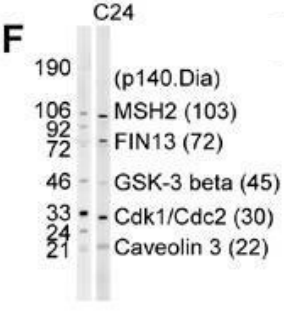 C24
F
190
(p140.Dia)
106 MSH2 (103)
92
72 FIN13 (72)
46 GSK-3 beta (45)
33 Cdk1/Cdc2 (30)
24
21 Caveolin 3 (22)